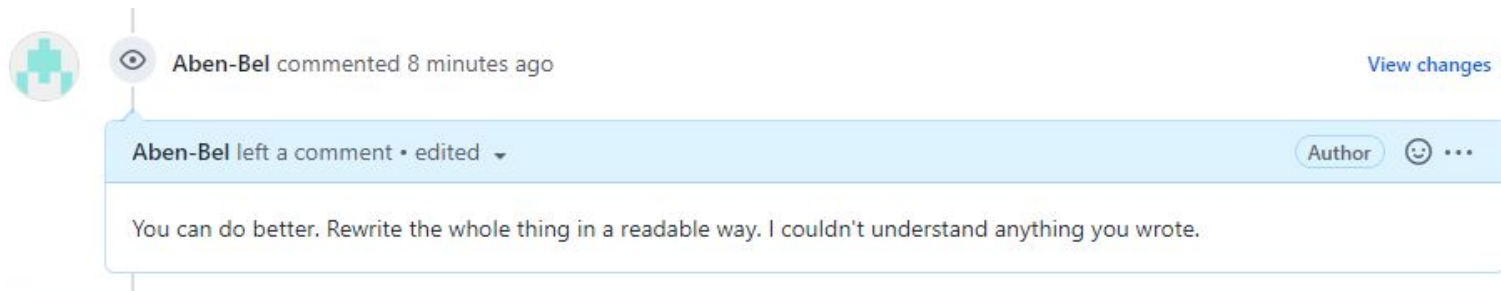 Aben-Bel commented 8 minutes ago
View changes
Aben-Bel left a comment • edited
Author
You can do better. Rewrite the whole thing in a readable way. I couldn't understand anything you wrote.